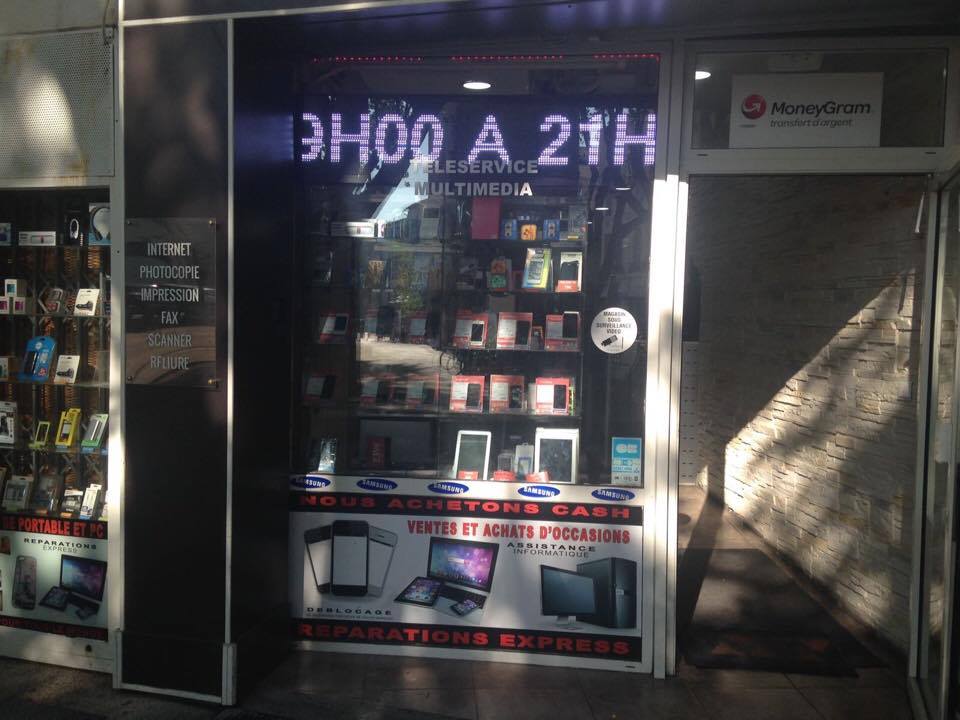 9H00 A 21H
TELESERVICE
MULTIMEDIA
MoneyGram
transfert d'argent
INTERNET
PHOTOCOPIE
IMPRESSION
FAX
SCANNER
RELIURE
MAGASIN
SOUS
SURVEILLANCE
VIDEO
SAMSUNG SAMSUNG SAMSUNG SAMSUNG SAMSUNG
NOUS ACHETONS CASH
VENTES ET ACHATS D'OCCASIONS
ASSISTANCE
INFORMATIQUE
DEBLOCAGE
REPARATIONS EXPRESS
DE PORTABLE ET PC
REPARATIONS
EXPRESS